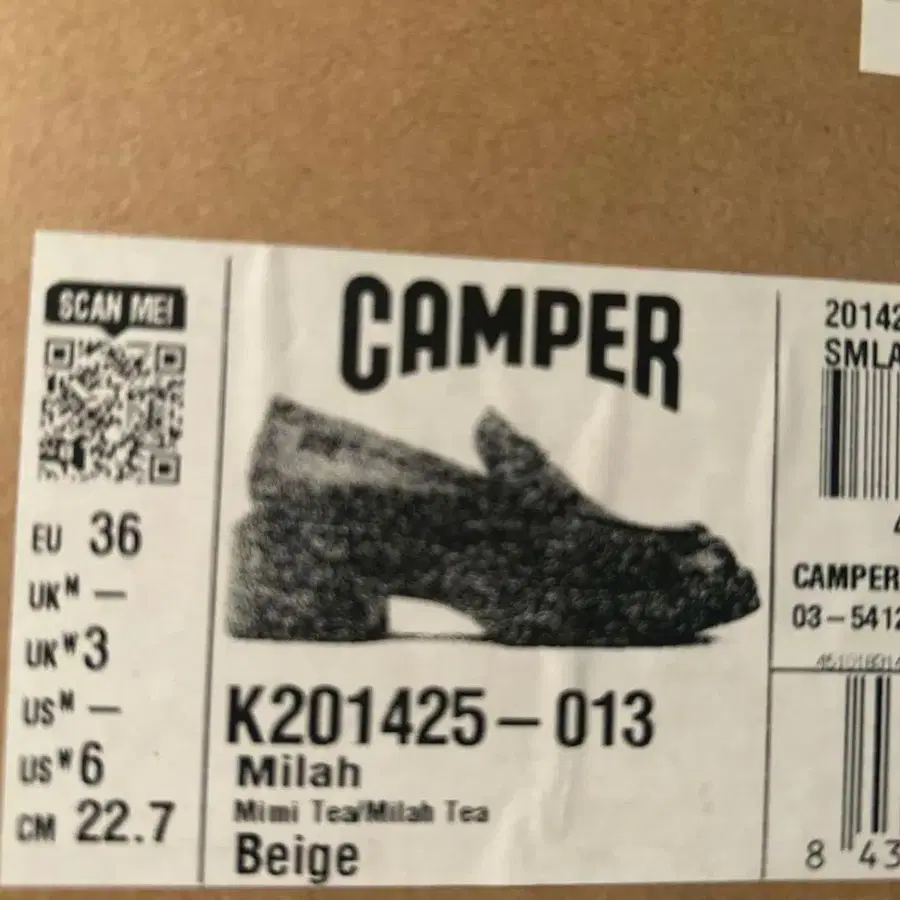 SCAN ME!
EU 36
UK M —
UK W 3
US M —
US W 6
CM 22.7
CAMPER
K201425-013
Milah
Mimi Tea/Milah Tea
Beige
20142
SMLA
CAMPER
03-5412
8 43